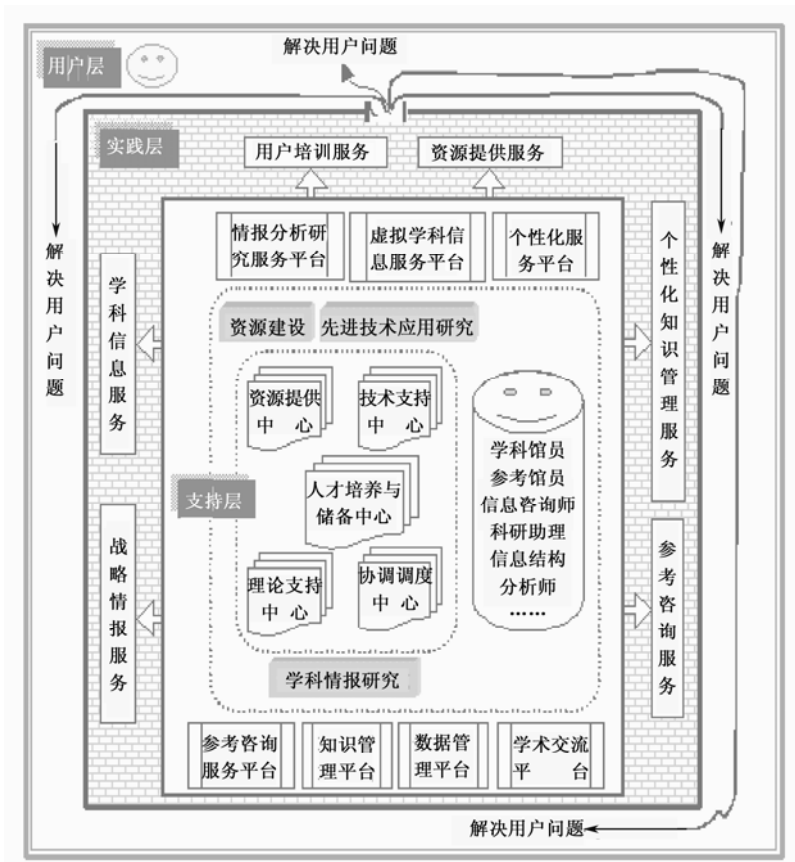 解决用户问题
用户层
实践层
用户培训服务
资源提供服务
情报分析研
究服务平台
虚拟学科信
息服务平台
个性化服
务平台
解决用户问题
学科信息服务
战略情报服务
个性化知识管理服务
参考咨询服务
解决用户问题
资源建设
先进技术应用研究
资源提供
中 心
技术支持
中 心
人才培养与
储备中心
支持层
理论支持
中 心
协调调度
中 心
学科馆员
参考馆员
信息咨询师
科研助理
信息结构
分析师
……
学科情报研究
参考咨询
服务平台
知识管
理平台
数据管
理平台
学术交流
平 台
解决用户问题